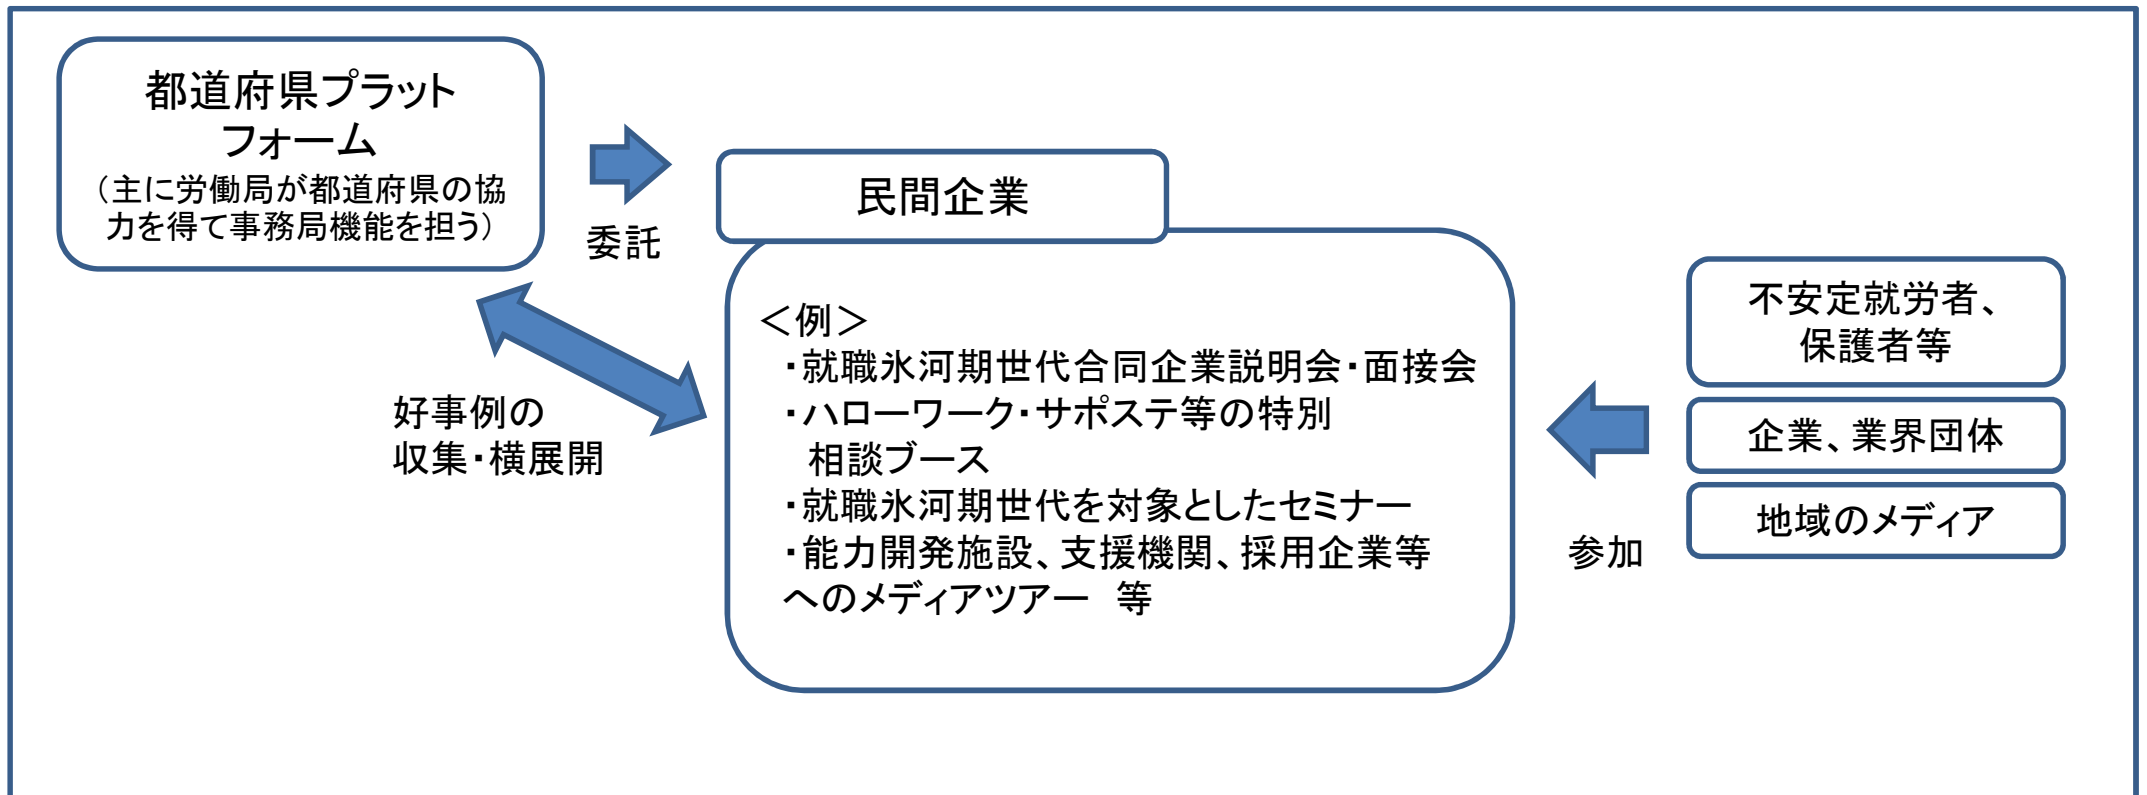 都道府県プラット
フォーム
（主に労働局が都道府県の協
力を得て事務局機能を担う）
委託
民間企業
好事例の
収集・横展開
＜例＞
・就職氷河期世代合同企業説明会・面接会
・ハローワーク・サポステ等の特別
相談ブース
・就職氷河期世代を対象としたセミナー
・能力開発施設、支援機関、採用企業等
へのメディアツアー　等
参加
不安定就労者、
保護者等
企業、業界団体
地域のメディア